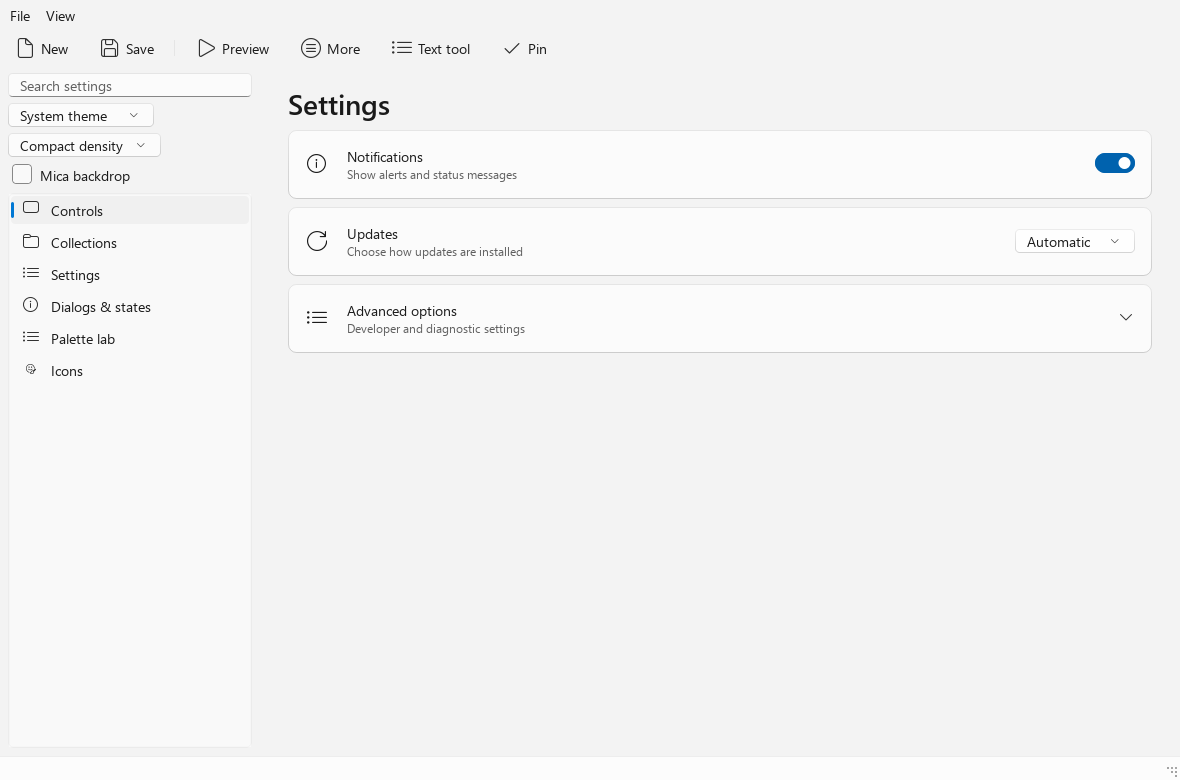 File View
New Save Preview More Text tool Pin
Search settings
System theme
Compact density
Mica backdrop
Controls
Collections
Settings
Dialogs & states
Palette lab
Icons
Settings
Notifications
Show alerts and status messages
Updates
Choose how updates are installed
Automatic
Advanced options
Developer and diagnostic settings